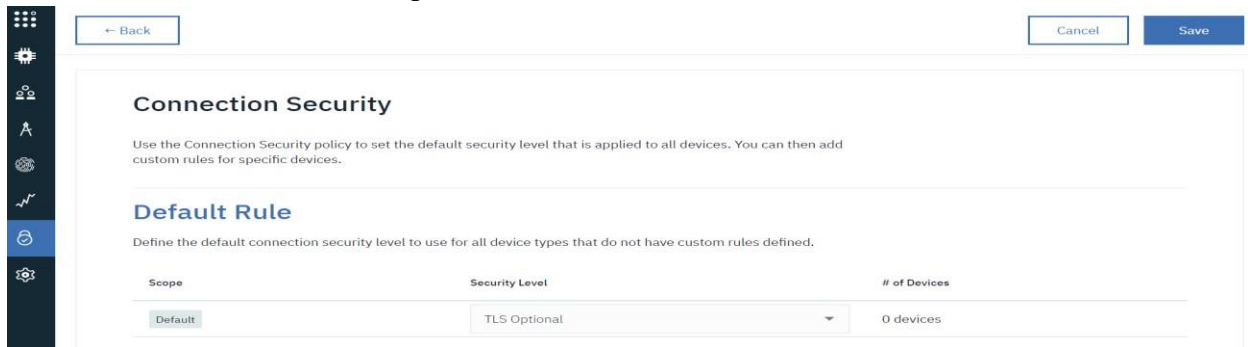 ← Back
Cancel
Save
Connection Security
Use the Connection Security policy to set the default security level that is applied to all devices. You can then add
custom rules for specific devices.
Default Rule
Define the default connection security level to use for all device types that do not have custom rules defined.
Scope
Security Level
# of Devices
Default
TLS Optional
0 devices